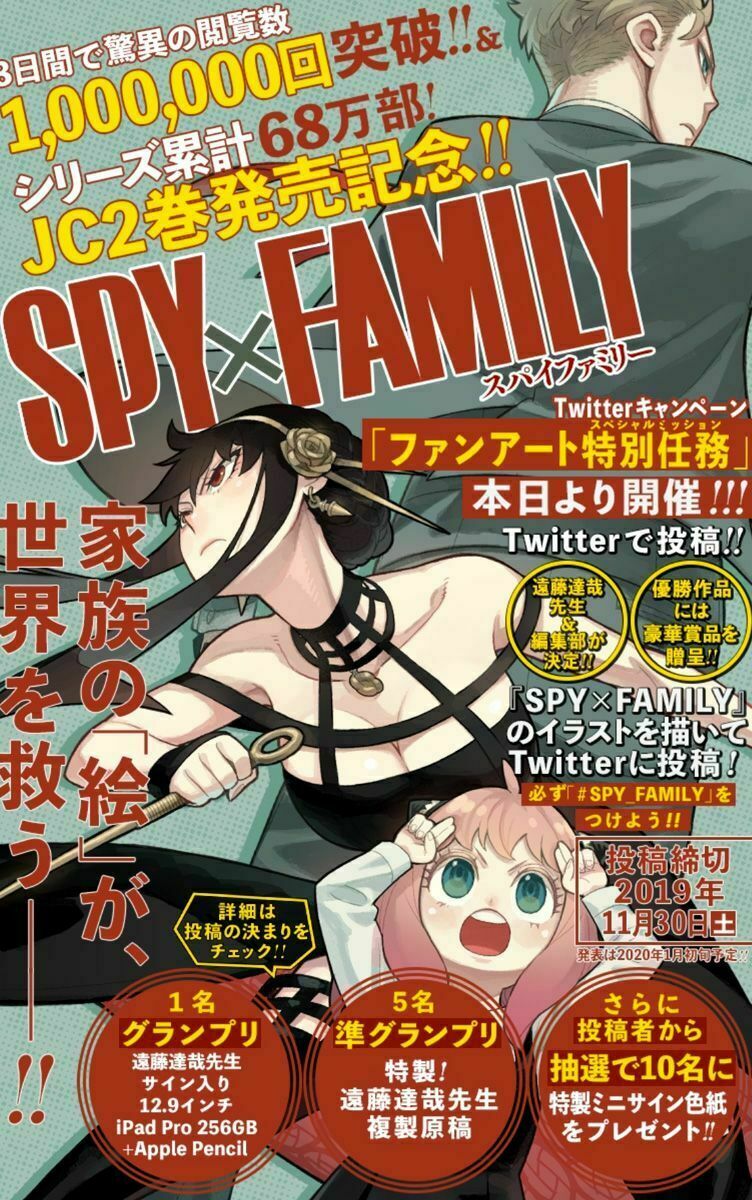 3日間で驚異の閲覧数
1,000,000回突破!!&
シリーズ累計68万部!
JC2巻発売記念!!
SPY×FAMILY
スパイファミリー
Twitterキャンペーン
スペシャルミッション
「ファンアート特別任務」
本日より開催!!!
Twitterで投稿!!
遠藤達哉
先生
&
編集部が
決定!!
優勝作品
には
豪華賞品を
贈呈!!
『SPY×FAMILY』
のイラストを描いて
Twitterに投稿!
必ず「#SPY_FAMILY」を
つけよう!!
投稿締切
2019年
11月30日土
発表は2020年1月初旬予定!!
家族の「絵」が、
世界を救う――!!
詳細は
投稿の決まりを
チェック!!
1名
グランプリ
遠藤達哉先生
サイン入り
12.9インチ
iPad Pro 256GB
+Apple Pencil
5名
準グランプリ
特製!
遠藤達哉先生
複製原稿
さらに
投稿者から
抽選で10名に
特製ミニサイン色紙
をプレゼント!!